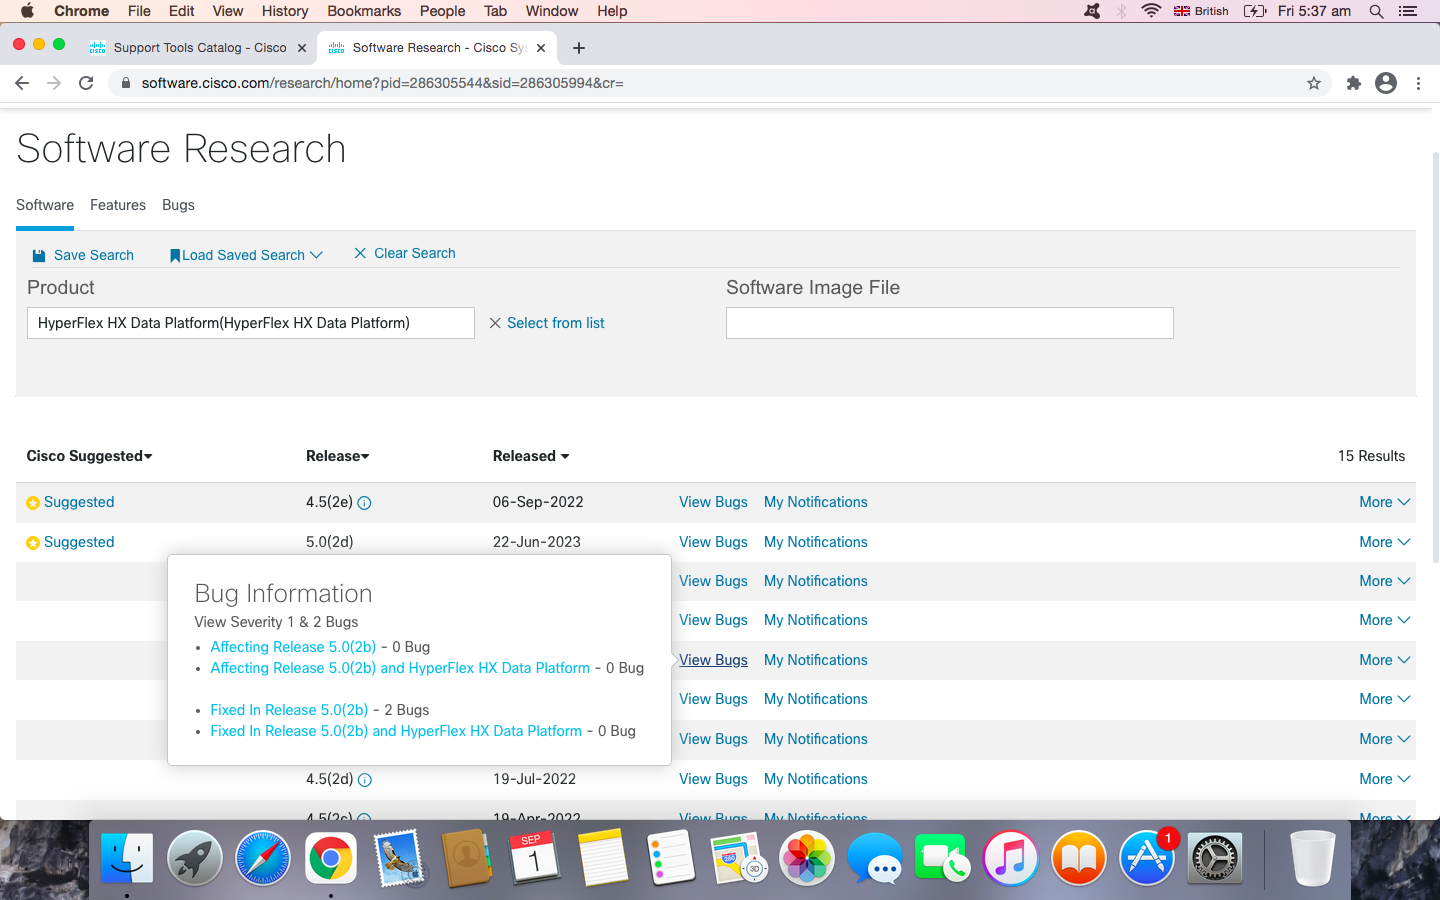 Chrome File Edit View History Bookmarks People Tab Window Help British Fri 5:37 am
Support Tools Catalog - Cisco Software Research - Cisco Sy
software.cisco.com/research/home?pid=286305544&sid=286305994&cr=
Software Research
Software Features Bugs
Save Search Load Saved Search Clear Search
Product Software Image File
HyperFlex HX Data Platform(HyperFlex HX Data Platform) Select from list
Cisco Suggested Release Released 15 Results
Suggested 4.5(2e) 06-Sep-2022 View Bugs My Notifications More
Suggested 5.0(2d) 22-Jun-2023 View Bugs My Notifications More
View Bugs My Notifications More
View Bugs My Notifications More
View Bugs My Notifications More
View Bugs My Notifications More
View Bugs My Notifications More
Bug Information
View Severity 1 & 2 Bugs
• Affecting Release 5.0(2b) - 0 Bug
• Affecting Release 5.0(2b) and HyperFlex HX Data Platform - 0 Bug
• Fixed In Release 5.0(2b) - 2 Bugs
• Fixed In Release 5.0(2b) and HyperFlex HX Data Platform - 0 Bug
4.5(2d) 19-Jul-2022 View Bugs My Notifications More
4.5(2c) 19-Apr-2022 View Bugs My Notifications More
SEP
1
280
3D
1